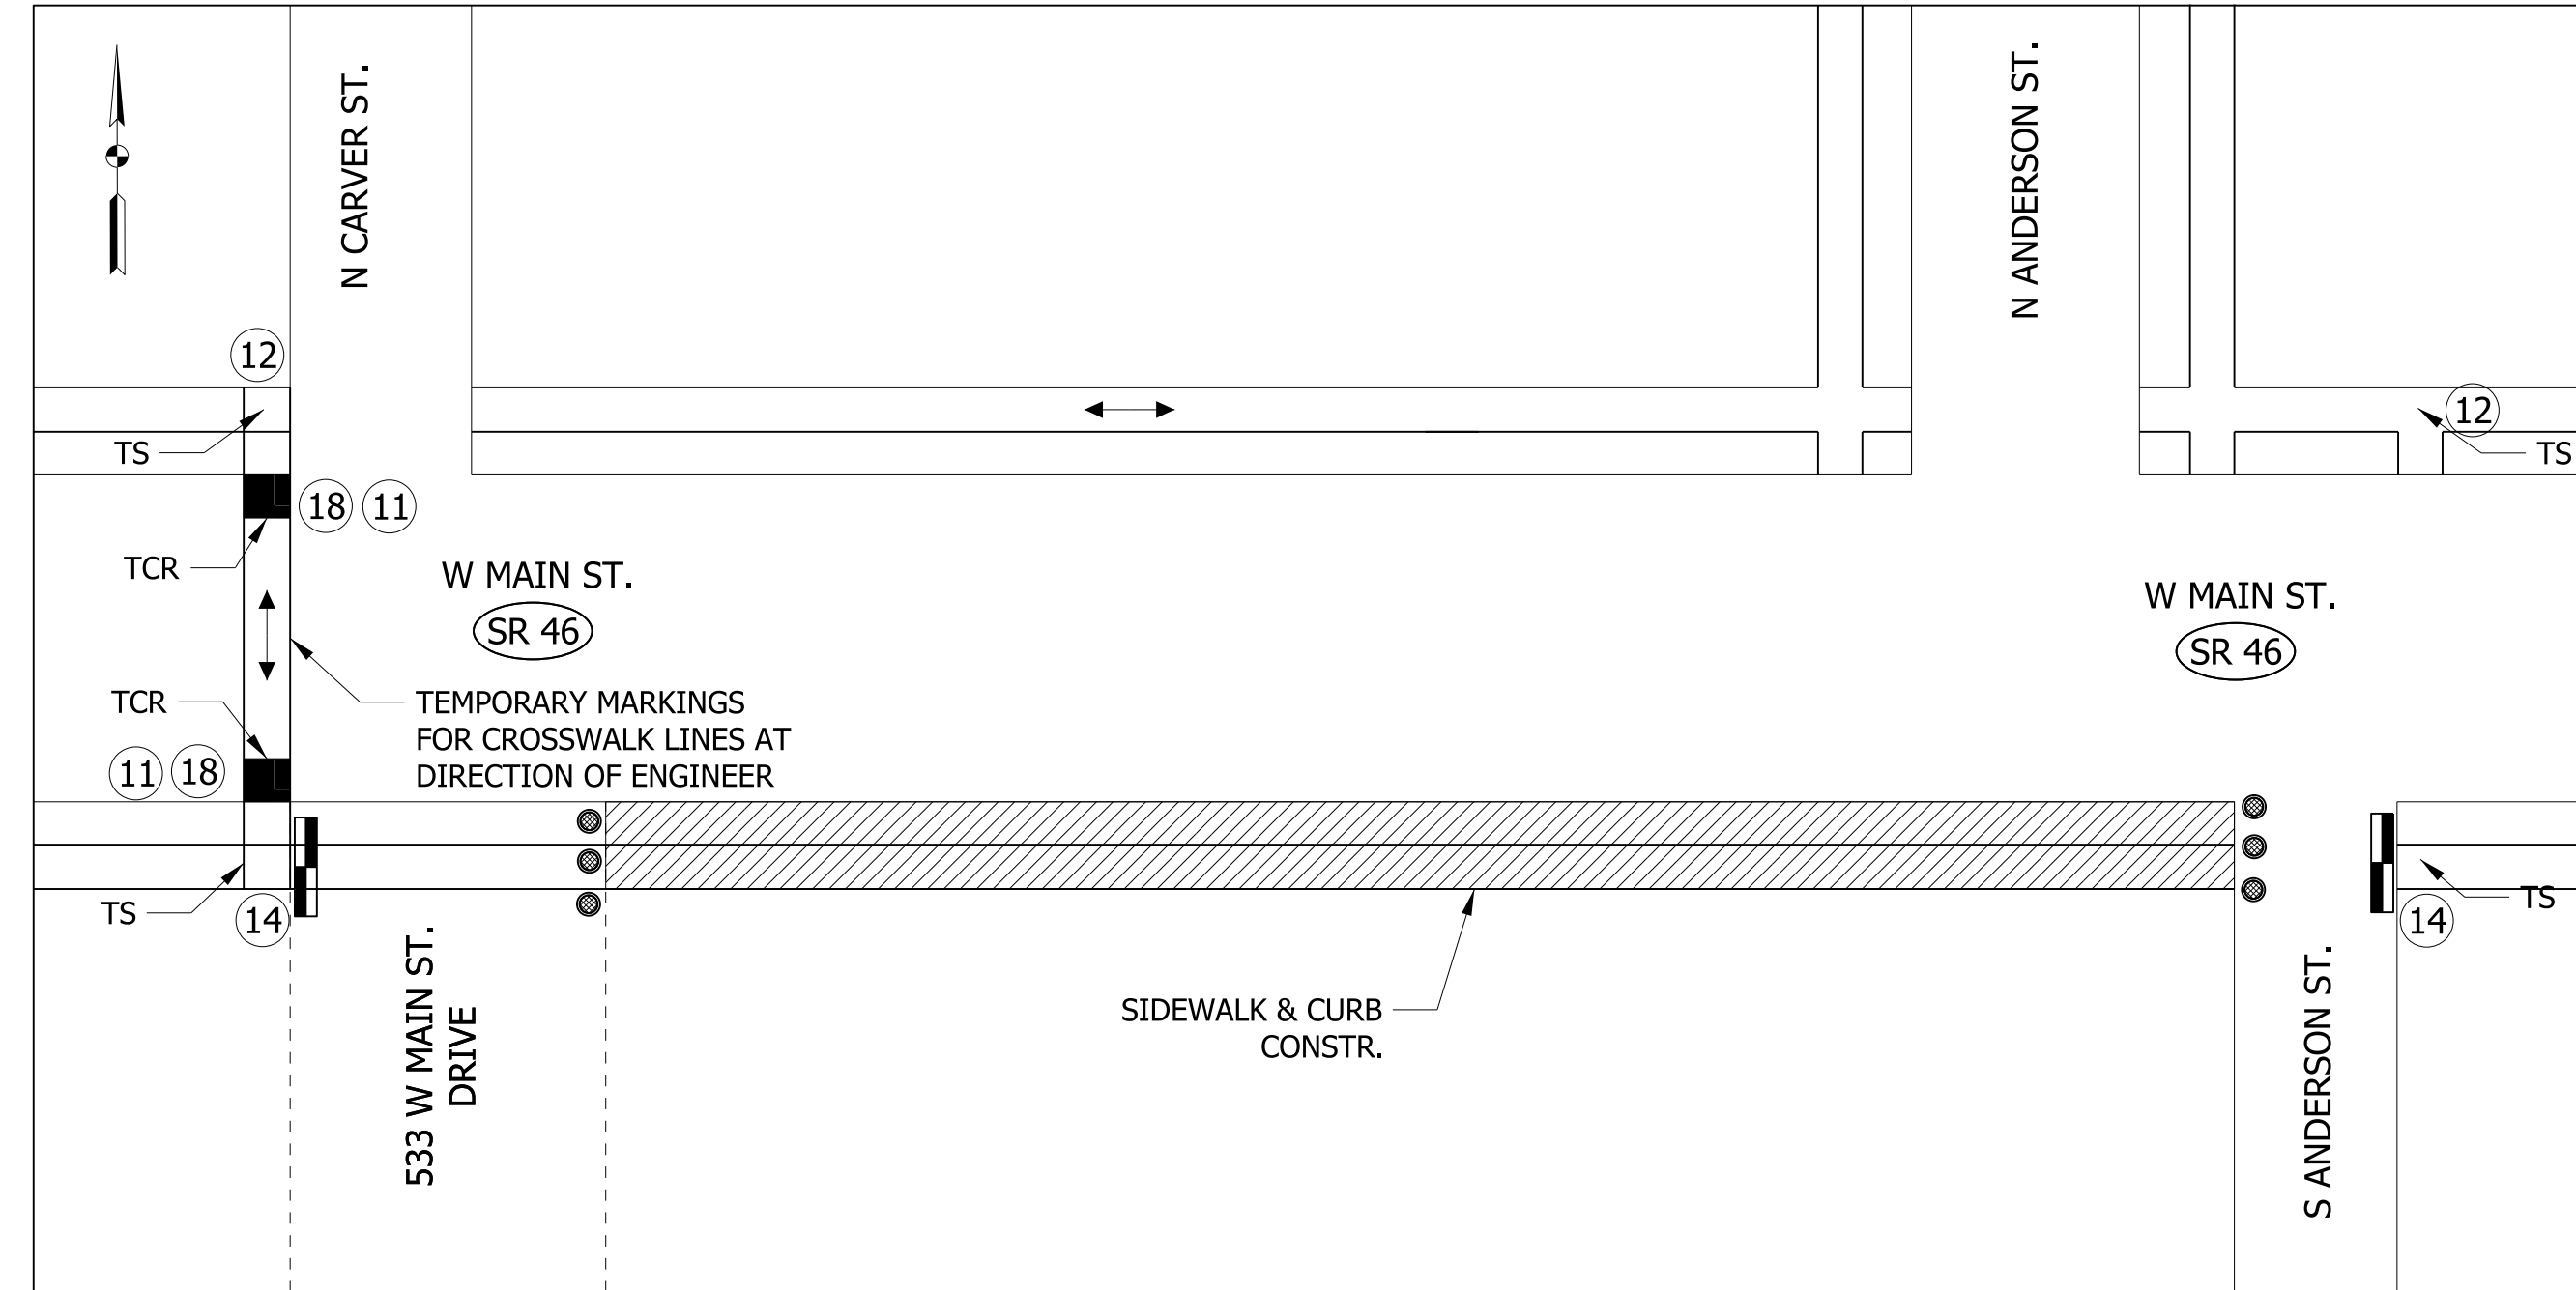 N CARVER ST.
N ANDERSON ST.
12
12
TS
TS
18 11
TCR
W MAIN ST.
SR 46
W MAIN ST.
SR 46
TCR
TEMPORARY MARKINGS
FOR CROSSWALK LINES AT
DIRECTION OF ENGINEER
11 18
TS
14
TS
14
533 W MAIN ST.
DRIVE
SIDEWALK & CURB
CONSTR.
S ANDERSON ST.